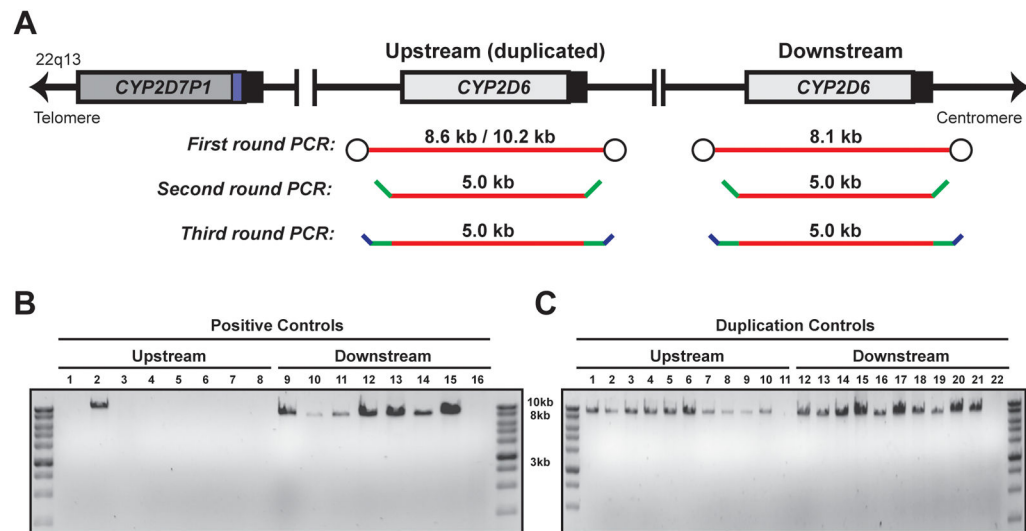 A
Upstream (duplicated) Downstream
22q13
CYP2D7P1 CYP2D6 CYP2D6
Telomere Centromere
First round PCR: 8.6 kb / 10.2 kb 8.1 kb
Second round PCR: 5.0 kb 5.0 kb
Third round PCR: 5.0 kb 5.0 kb
B
Positive Controls
Upstream Downstream
1 2 3 4 5 6 7 8 9 10 11 12 13 14 15 16
C
Duplication Controls
Upstream Downstream
1 2 3 4 5 6 7 8 9 10 11 12 13 14 15 16 17 18 19 20 21 22
10kb
8kb
3kb